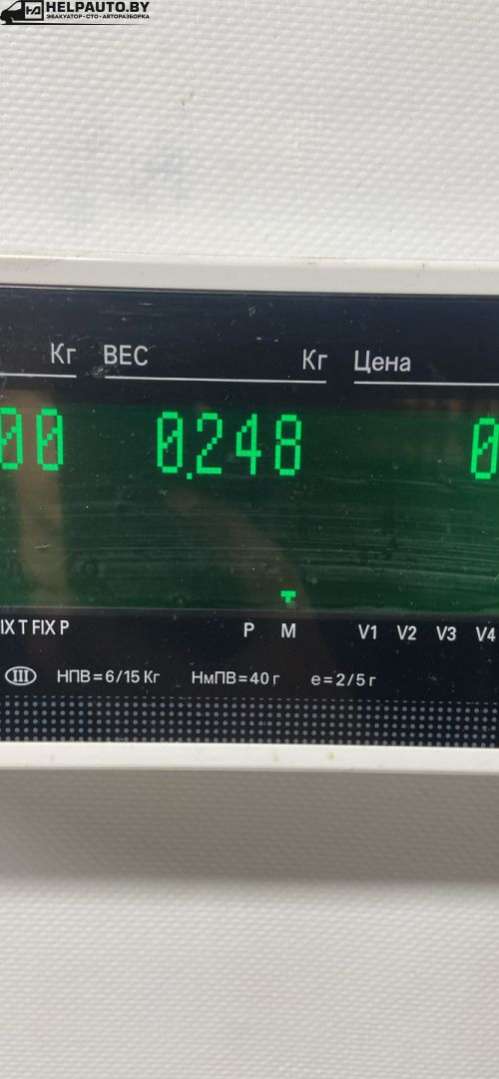 HELPAUTO.BY
ЭВАКУАТОР·СТО·АВТОРАЗБОРКА
Кг ВЕС Кг Цена
00 0.248 0
IX T FIX P P M V1 V2 V3 V4
III НПВ=6/15 Кг НмПВ=40 г e=2/5 г